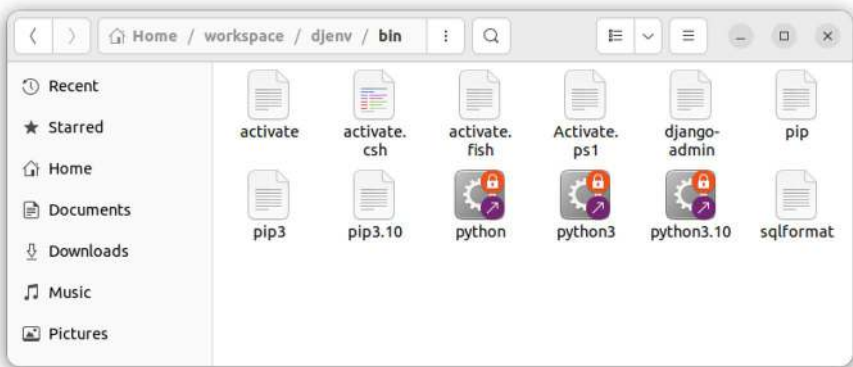 Home / workspace / djenv / bin
Recent
Starred
Home
Documents
Downloads
Music
Pictures
activate
activate.
csh
activate.
fish
Activate.
ps1
django-
admin
pip
pip3
pip3.10
python
python3
python3.10
sqlformat